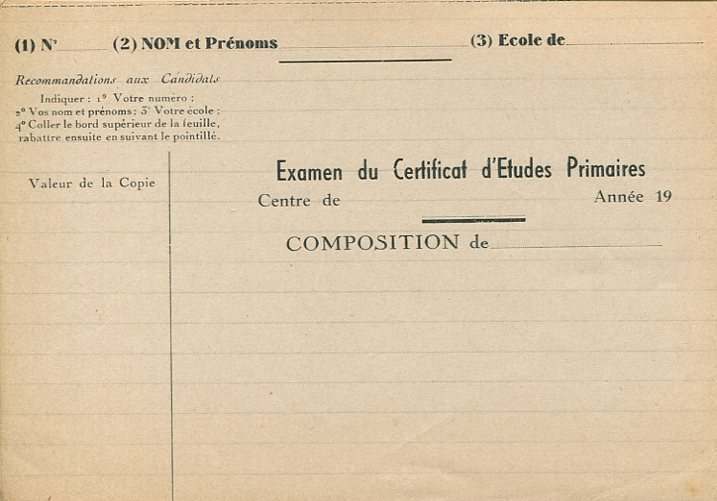 (1) N° (2) NOM et Prénoms (3) Ecole de
Recommandations aux Candidats
Indiquer : 1° Votre numéro ;
2° Vos nom et prénoms ; 3° Votre école ;
4° Coller le bord supérieur de la feuille,
rabattre ensuite en suivant le pointillé.
Valeur de la Copie
Examen du Certificat d'Etudes Primaires
Centre de Année 19
COMPOSITION de